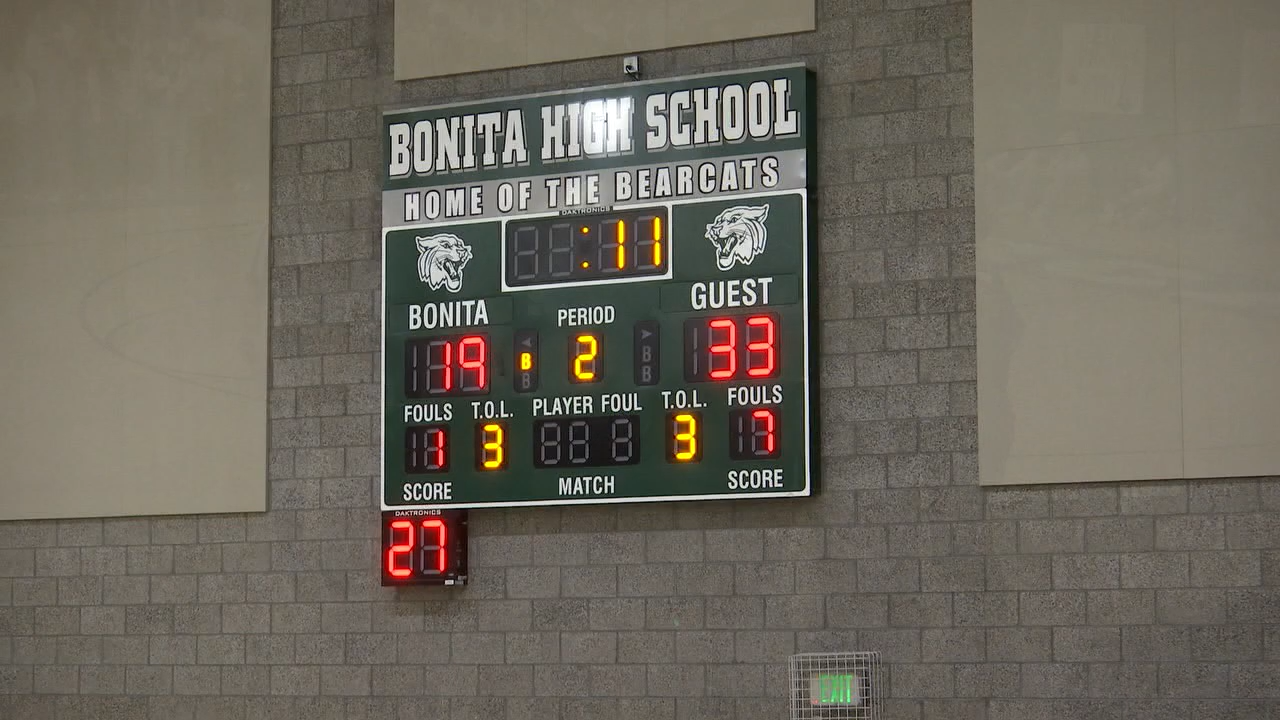 BONITA HIGH SCHOOL
HOME OF THE BEARCATS
DAKTRONICS
:11
BONITA PERIOD GUEST
19 B B 2 B B 33
FOULS T.O.L. PLAYER FOUL T.O.L. FOULS
1 3 3 7
SCORE MATCH SCORE
DAKTRONICS
27
EXIT